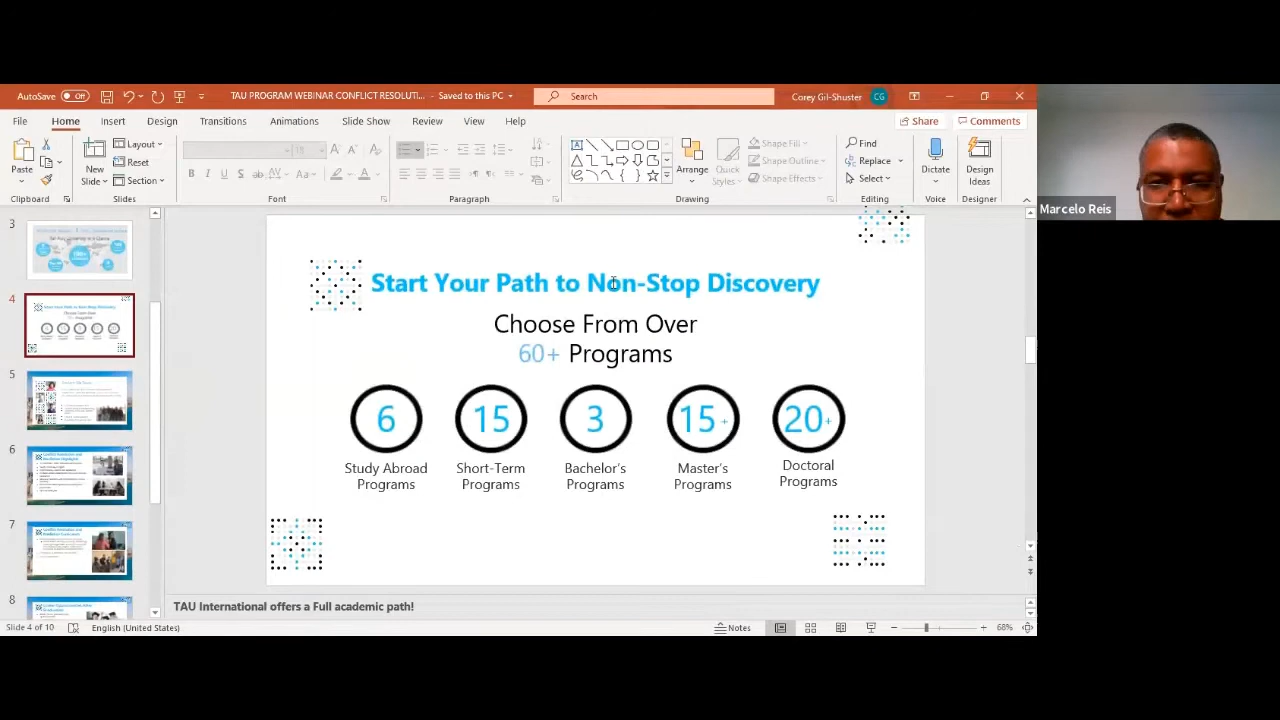 AutoSave Off TAU PROGRAM WEBINAR CONFLICT RESOLUTI... - Saved to this PC Search Corey Gil-Shuster CG
File Home Insert Design Transitions Animations Slide Show Review View Help Share Comments
Paste
Clipboard
New
Slide
Layout
Reset
Section
Slides
18
B I U S ab AV Aa A
Font
Paragraph
Arrange
Quick
Styles
Shape Fill
Shape Outline
Shape Effects
Drawing
Find
Replace
Select
Editing
Dictate
Voice
Design
Ideas
Designer
Marcelo Reis
3
4
5
6
7
8
Start Your Path to Non-Stop Discovery
Choose From Over
60+ Programs
6 15 3 15+ 20+
Study Abroad
Programs
Short-Term
Programs
Bachelor's
Programs
Master's
Programs
Doctoral
Programs
TAU International offers a Full academic path!
Slide 4 of 10 English (United States) Notes 68%